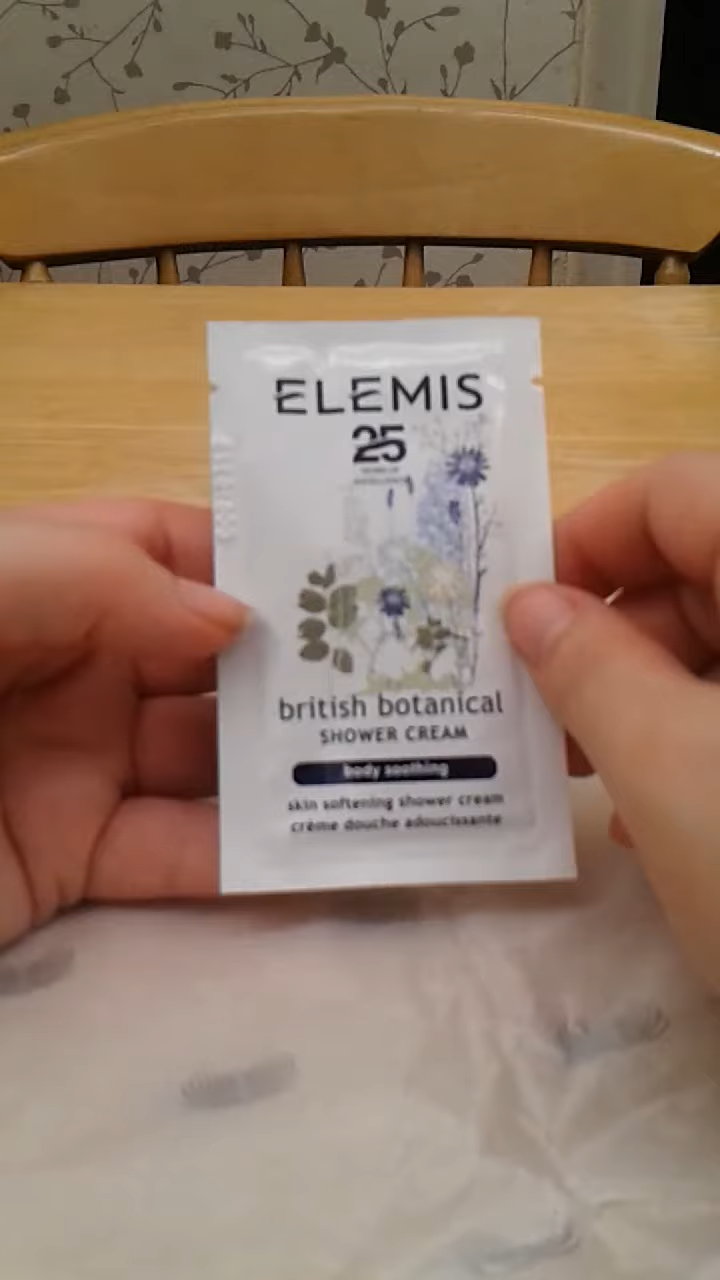 ELEMIS
25
british botanical
SHOWER CREAM
body soothing
skin softening shower cream
crème douche adoucissante